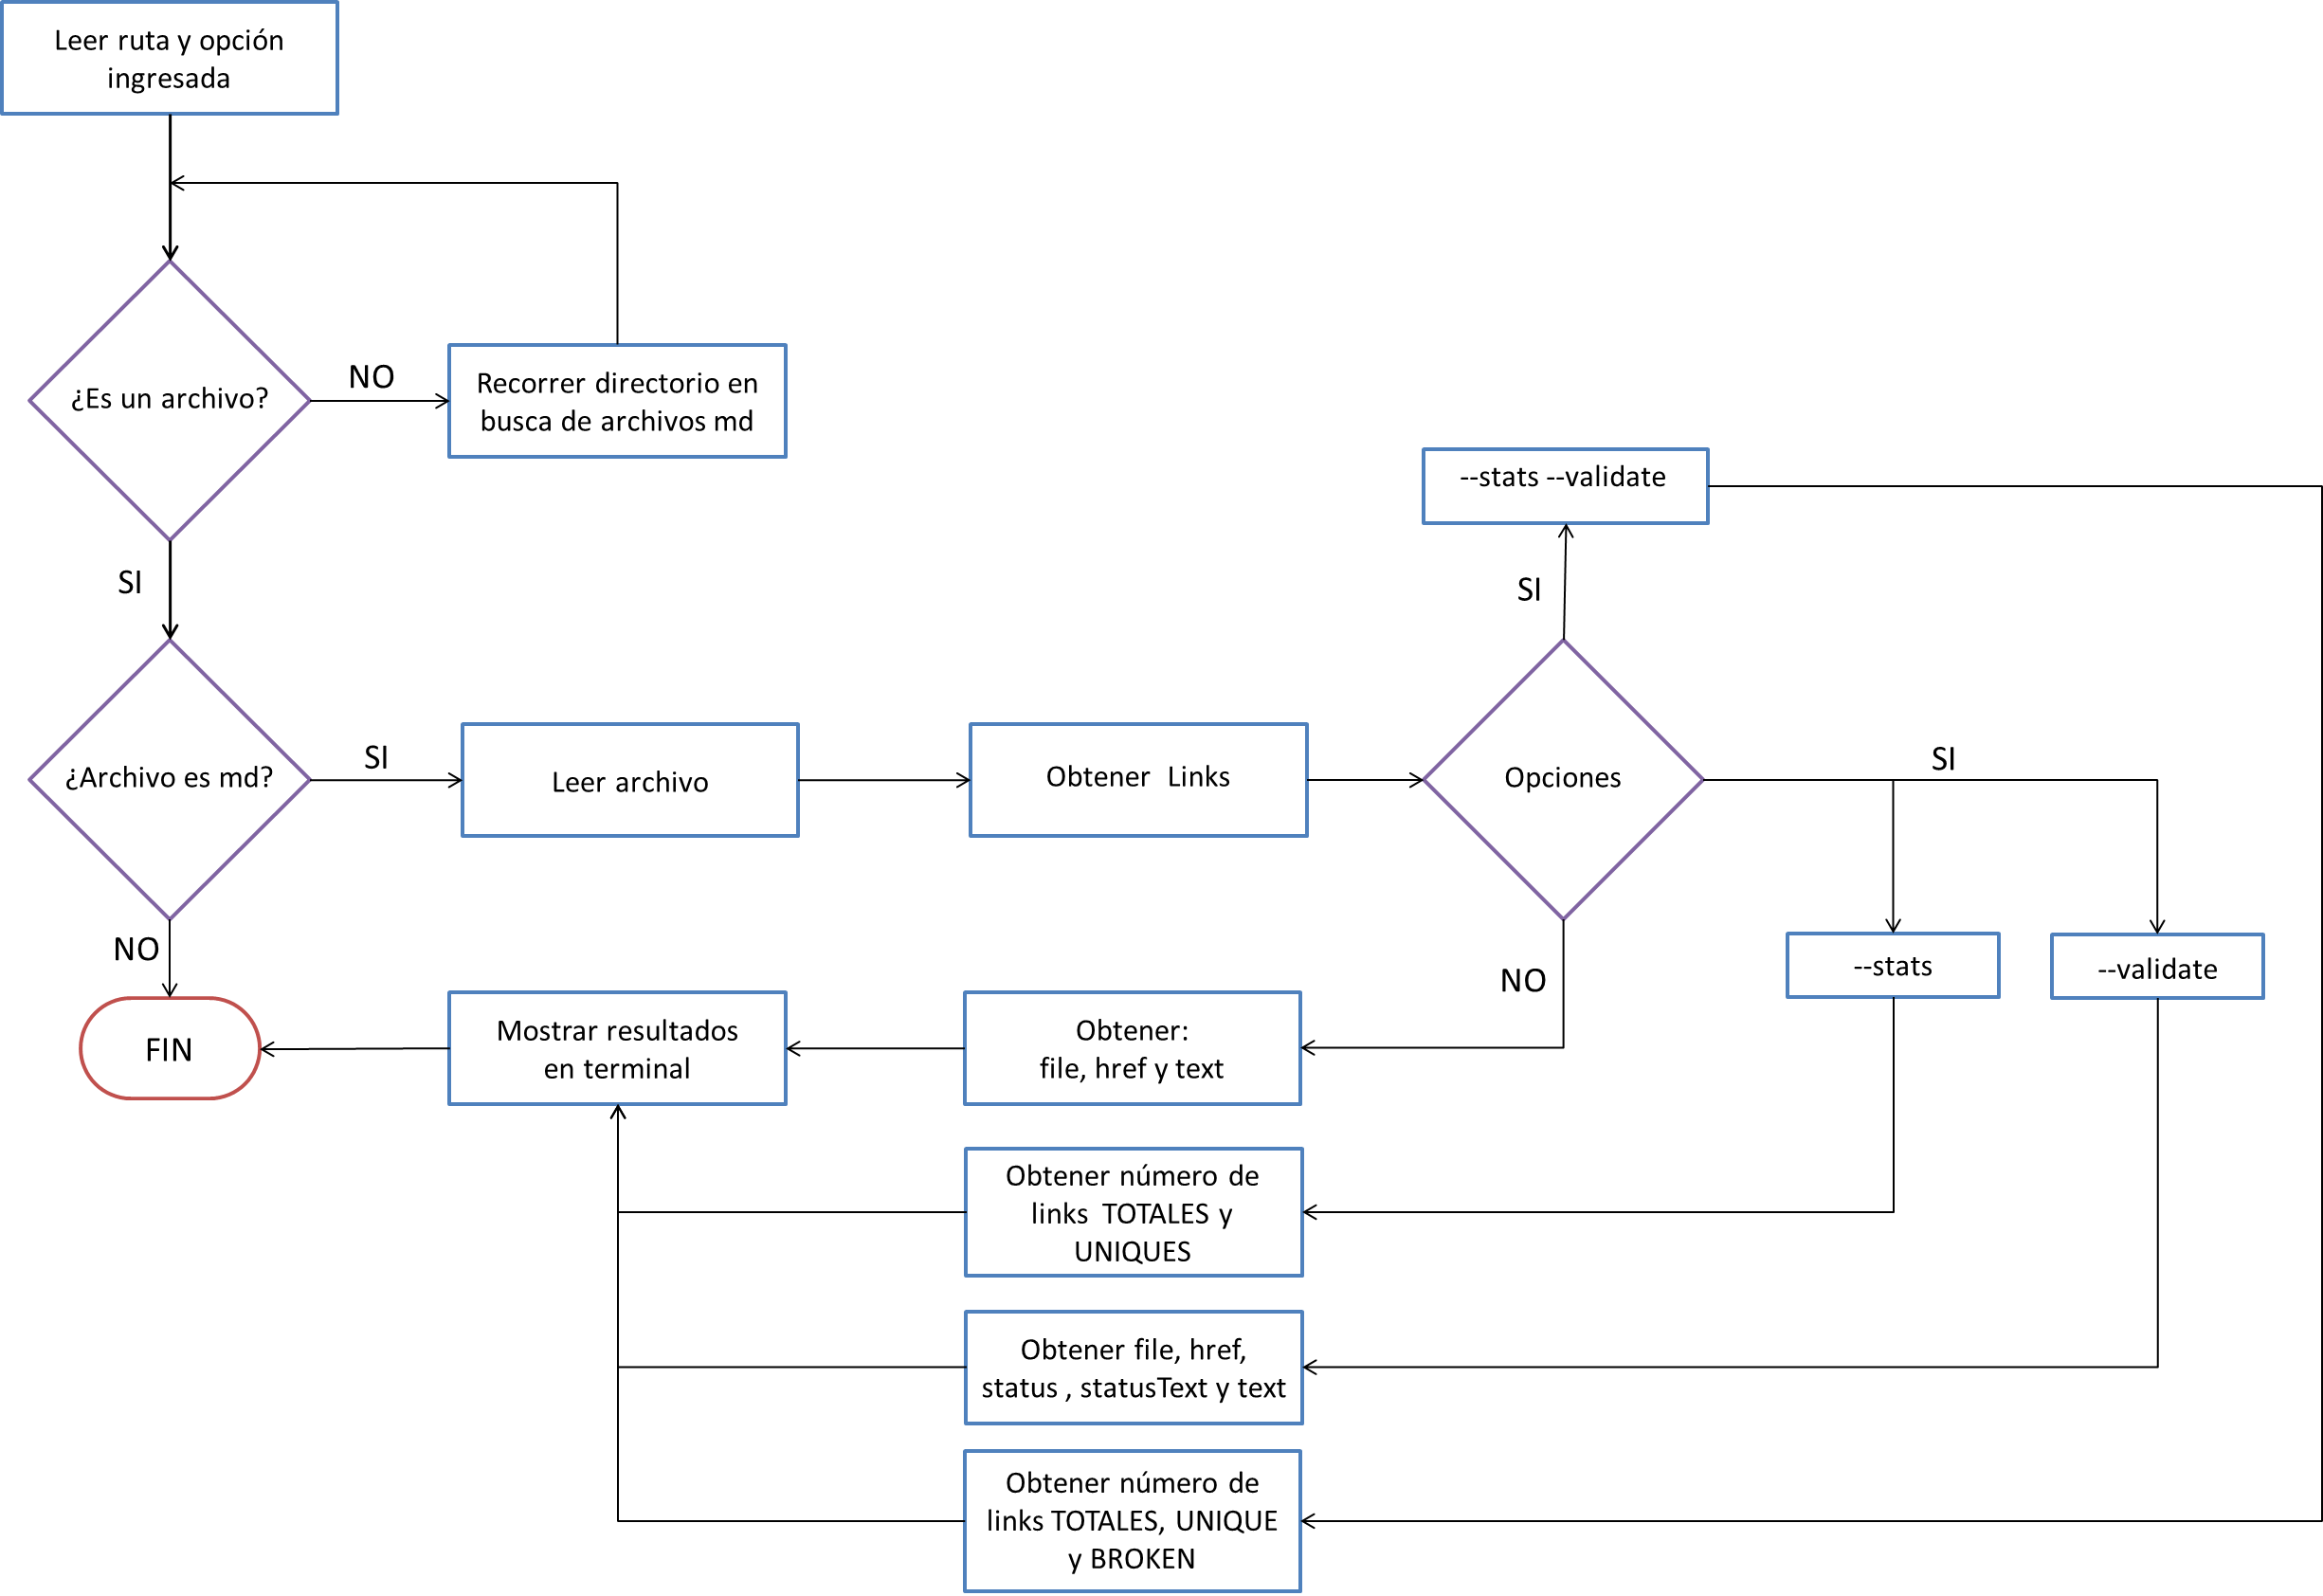 Leer ruta y opción
ingresada
¿Es un archivo?
NO
Recorrer directorio en
busca de archivos md
SI
--stats --validate
SI
¿Archivo es md?
SI
Leer archivo
Obtener Links
Opciones
SI
NO
NO
--stats
--validate
FIN
Mostrar resultados
en terminal
Obtener:
file, href y text
Obtener número de
links TOTALES y
UNIQUES
Obtener file, href,
status , statusText y text
Obtener número de
links TOTALES, UNIQUE
y BROKEN